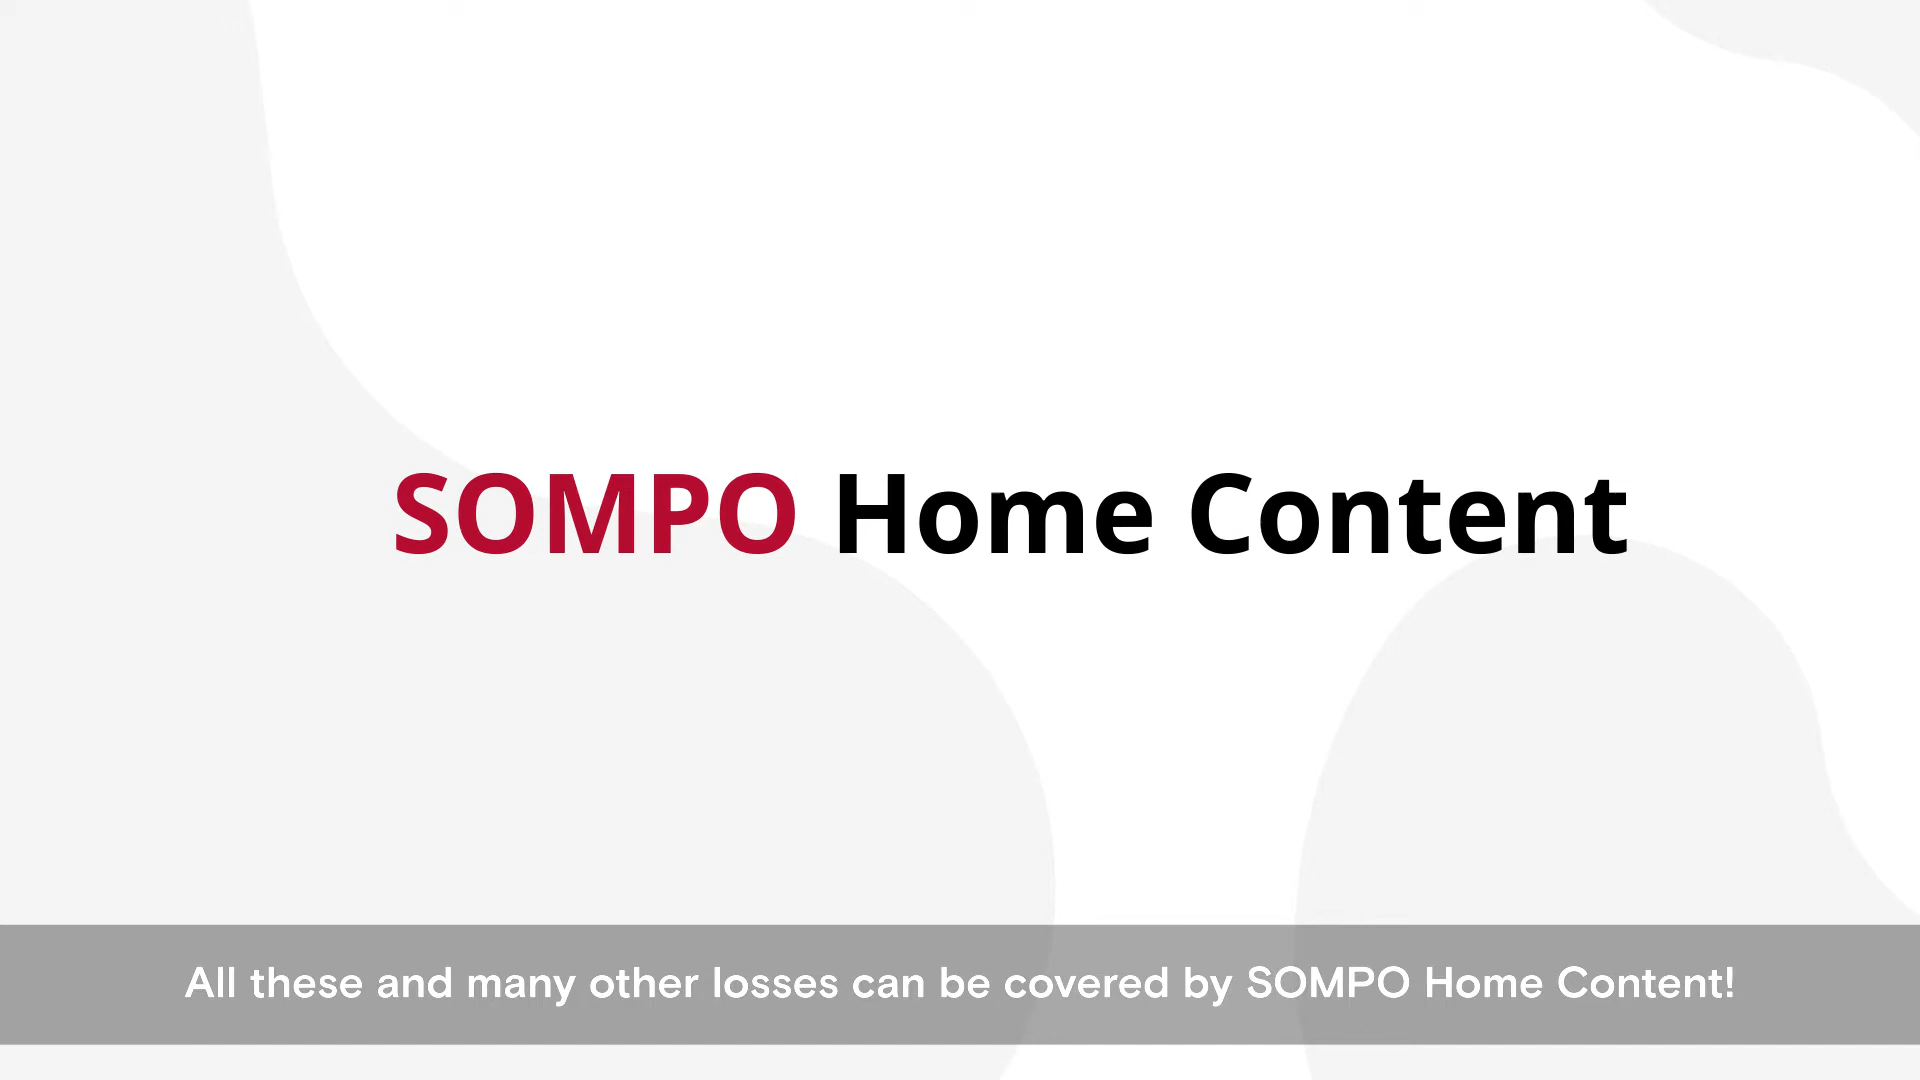 SOMPO Home Content
All these and many other losses can be covered by SOMPO Home Content!